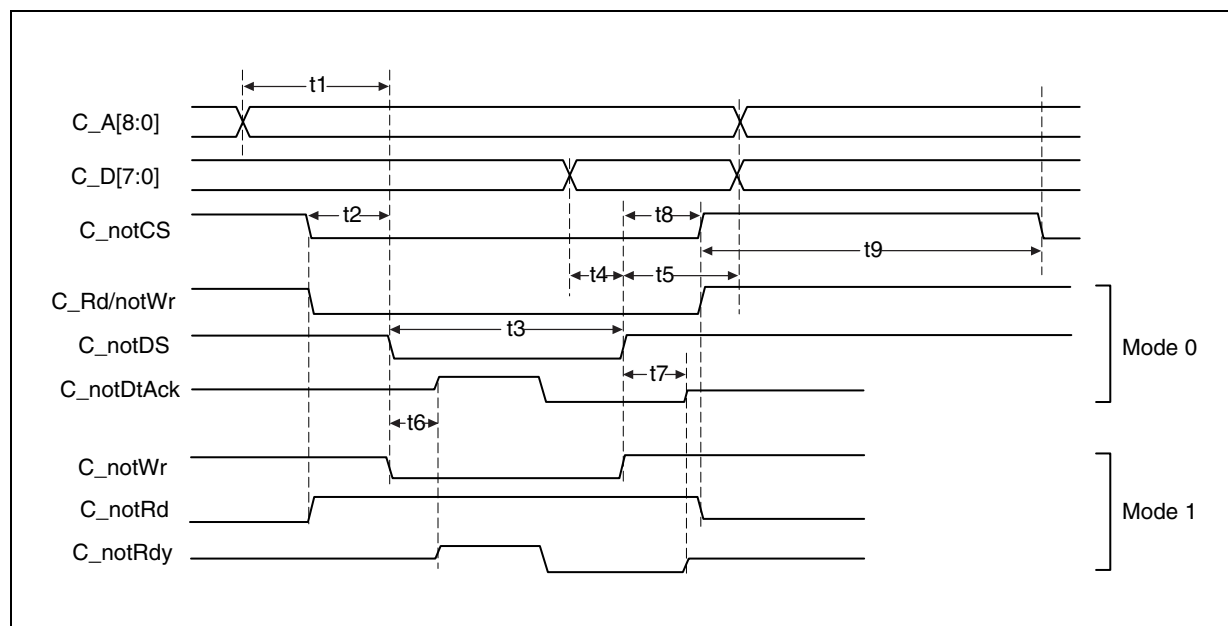 t1
C_A[8:0]
C_D[7:0]
C_notCS
t2
t8
t9
t4
t5
C_Rd/notWr
C_notDS
t3
Mode 0
C_notDtAck
t7
t6
C_notWr
C_notRd
Mode 1
C_notRdy